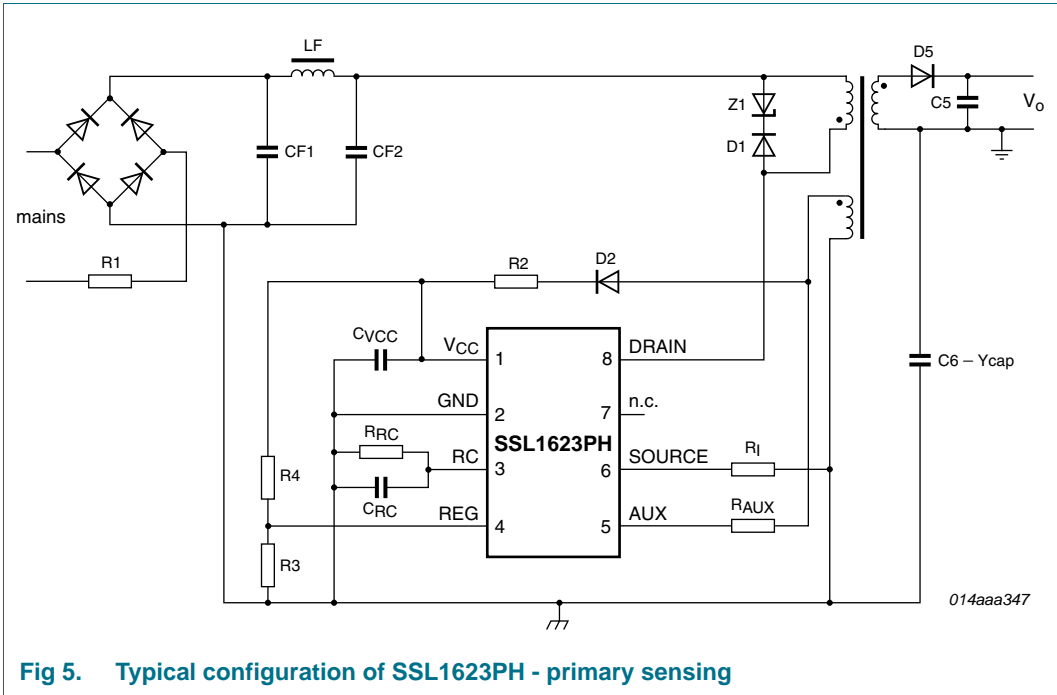 LF
D5
Z1
C5
Vo
CF1
CF2
D1
mains
R1
R2
D2
CVCC
VCC
1
8
DRAIN
C6 – Ycap
GND
2
7
n.c.
RRC
SSL1623PH
RC
3
6
SOURCE
RI
R4
CRC
REG
4
5
AUX
RAUX
R3
014aaa347
Fig 5. Typical configuration of SSL1623PH - primary sensing